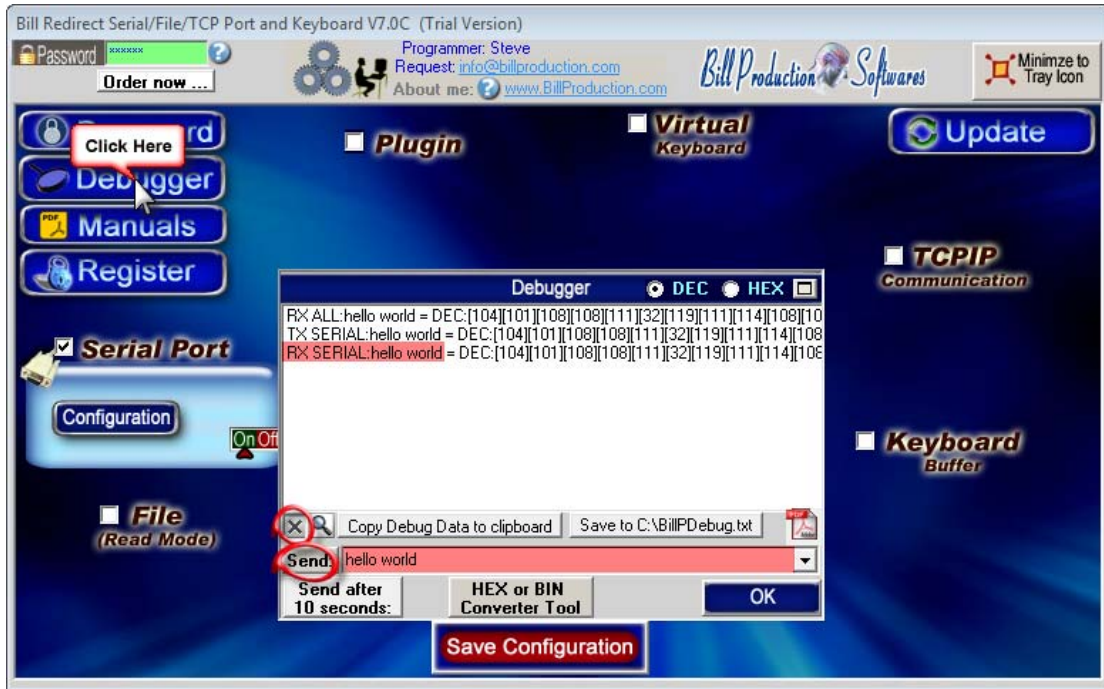 Bill Redirect Serial/File/TCP Port and Keyboard V7.0C (Trial Version)
Password ******
Order now ...
Programmer: Steve
Request: info@billproduction.com
About me: www.BillProduction.com
Bill Production Softwares
Minimze to
Tray Icon
rd
Click Here
Debugger
Manuals
Register
Plugin
Virtual
Keyboard
Update
TCPIP
Communication
Serial Port
Configuration
On Off
File
(Read Mode)
Keyboard
Buffer
Debugger DEC HEX
RX ALL:hello world = DEC:[104][101][108][108][111][32][119][111][114][108][10
TX SERIAL:hello world = DEC:[104][101][108][108][111][32][119][111][114][108
RX SERIAL:hello world = DEC:[104][101][108][108][111][32][119][111][114][108
Copy Debug Data to clipboard Save to C:\BillPDebug.txt
Send: hello world
Send after
10 seconds:
HEX or BIN
Converter Tool
OK
Save Configuration
PDF